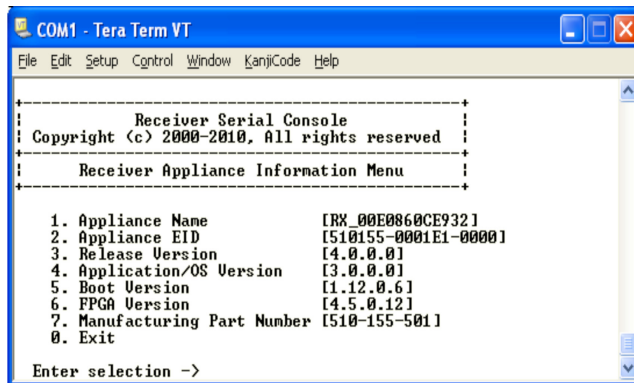 COM1 - Tera Term VT
File Edit Setup Control Window KanjiCode Help
Receiver Serial Console
Copyright (c) 2000-2010, All rights reserved
Receiver Appliance Information Menu
1. Appliance Name [RX_00E0860CE932]
2. Appliance EID [510155-0001E1-0000]
3. Release Version [4.0.0.0]
4. Application/OS Version [3.0.0.0]
5. Boot Version [1.12.0.6]
6. FPGA Version [4.5.0.12]
7. Manufacturing Part Number [510-155-501]
0. Exit
Enter selection ->